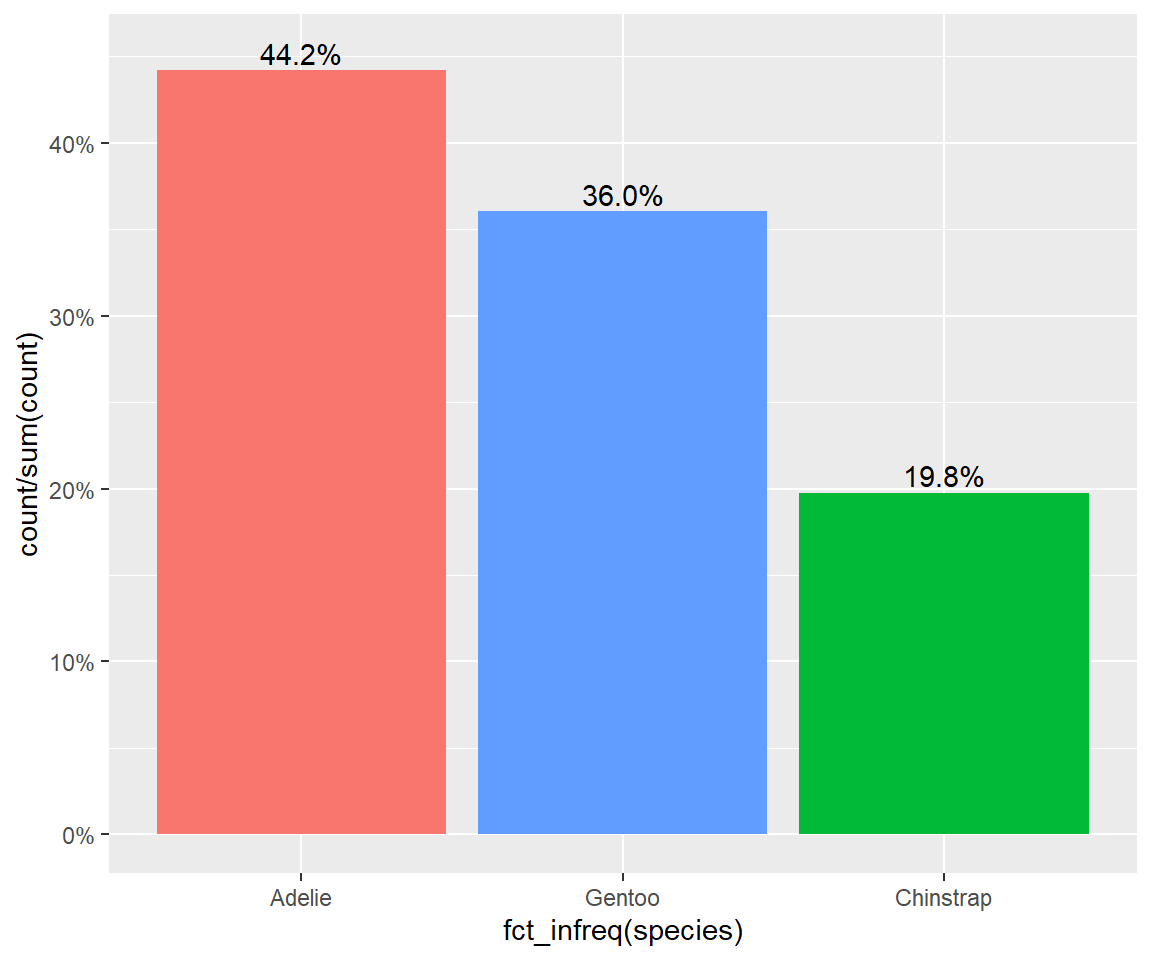 44.2%
36.0%
19.8%
40%
30%
20%
10%
0%
count/sum(count)
Adelie
Gentoo
Chinstrap
fct_infreq(species)